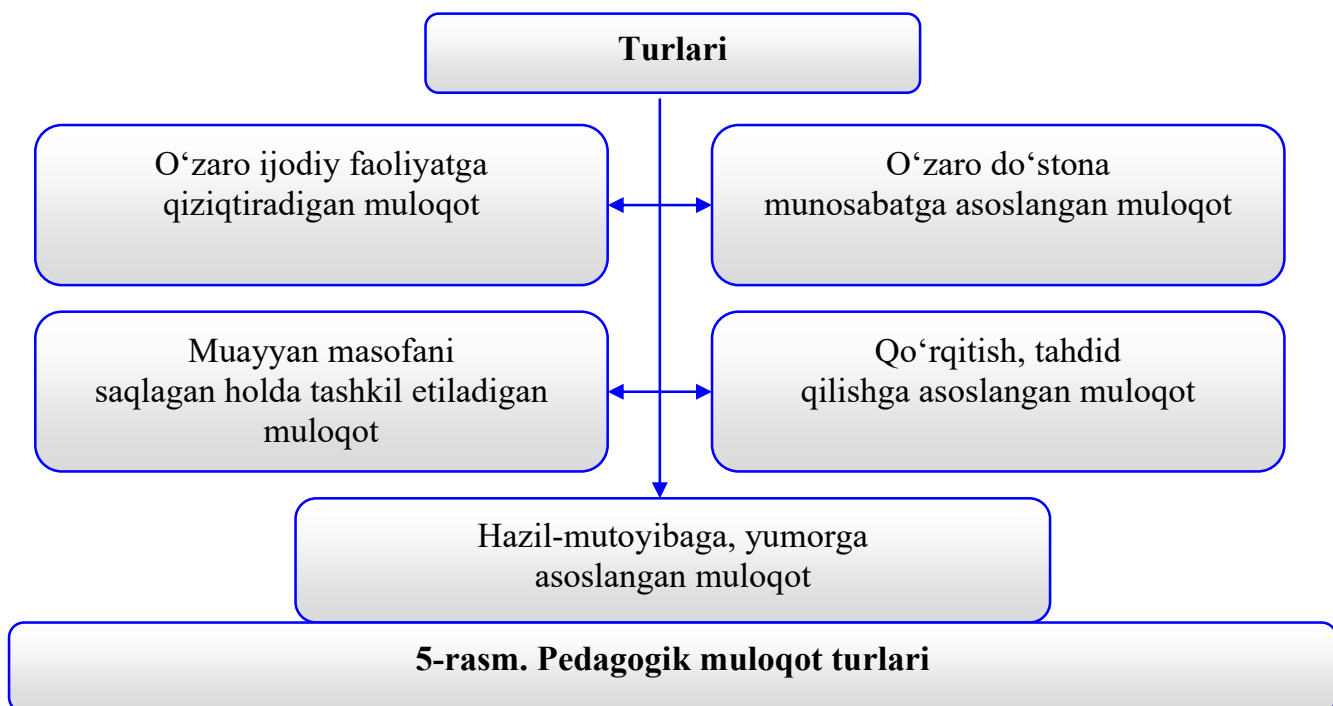 Turlari
O‘zaro ijodiy faoliyatga
qiziqtiradigan muloqot
O‘zaro do‘stona
munosabatga asoslangan muloqot
Muayyan masofani
saqlagan holda tashkil etiladigan
muloqot
Qo‘rqitish, tahdid
qilishga asoslangan muloqot
Hazil-mutoyibaga, yumorga
asoslangan muloqot
5-rasm. Pedagogik muloqot turlari